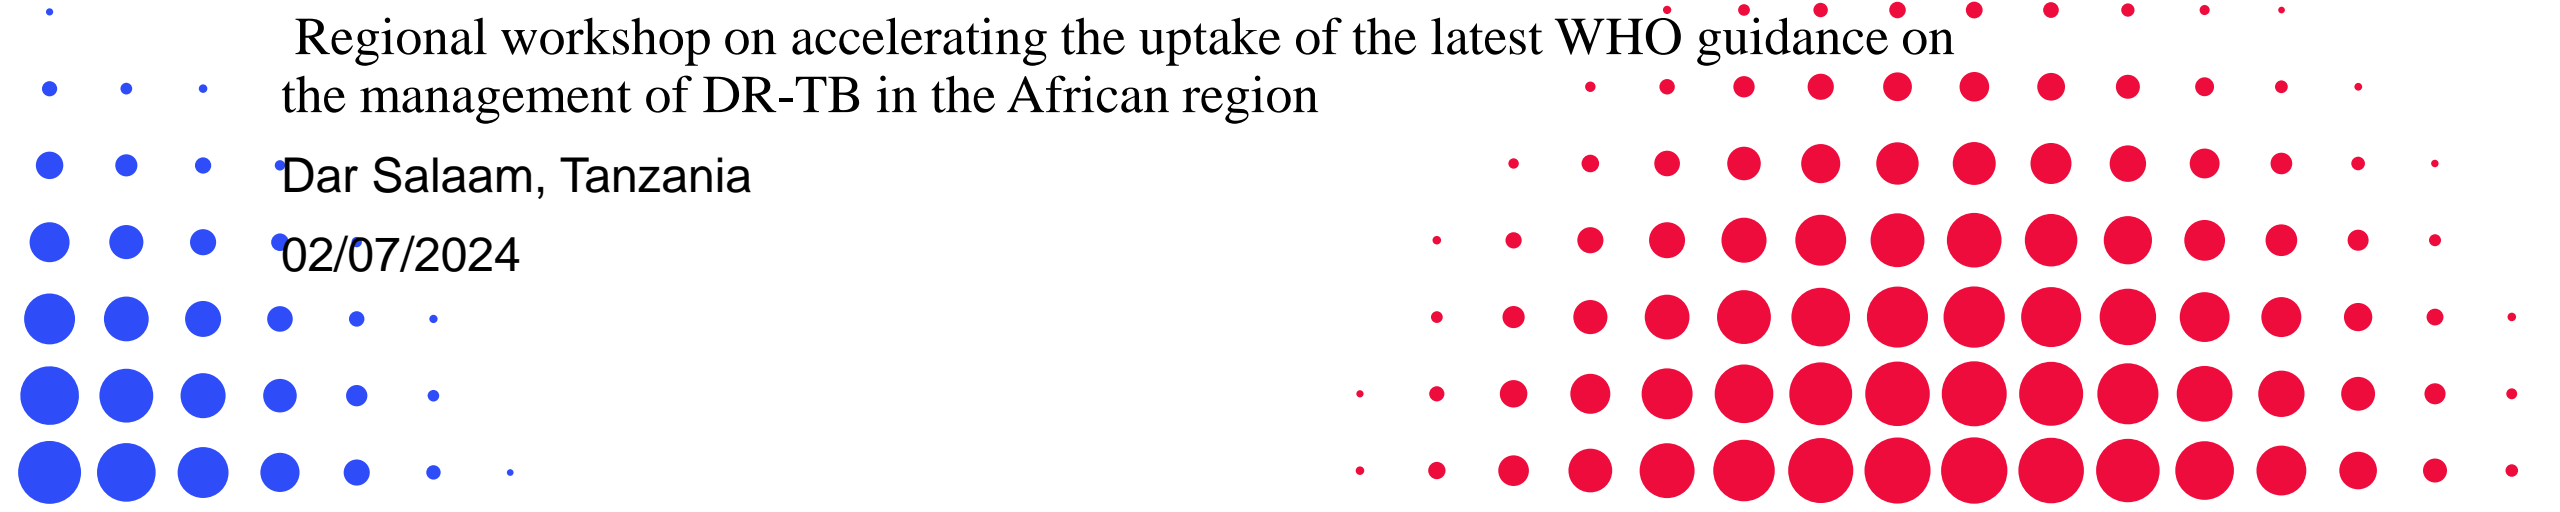 Regional workshop on accelerating the uptake of the latest WHO guidance on
the management of DR-TB in the African region
Dar Salaam, Tanzania
02/07/2024